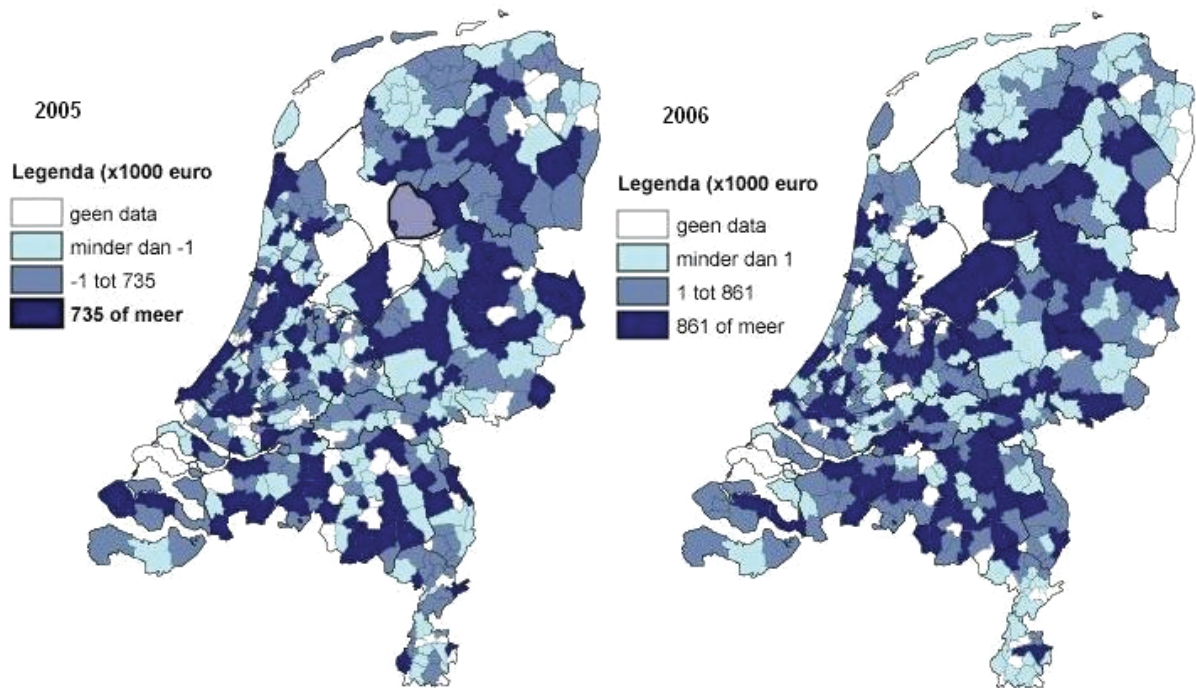 2005
Legenda (x1000 euro
geen data
minder dan -1
-1 tot 735
735 of meer
2006
Legenda (x1000 euro
geen data
minder dan 1
1 tot 861
861 of meer